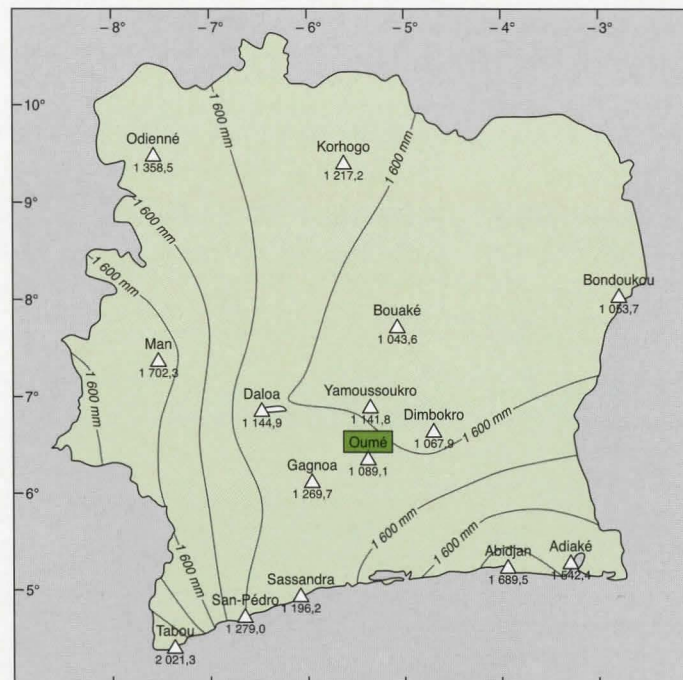 -8° -7° -6° -5° -4° -3°
10°
9°
8°
7°
6°
5°
1 600 mm
1 600 mm
Odienné
1 358,5
Korhogo
1 217,2
1 600 mm
1 600 mm
Bondoukou
1 053,7
Bouaké
1 043,6
Man
1 702,3
1 600 mm
Daloa
1 144,9
Yamoussoukro
1 141,8
Dimbokro
1 067,9
1 600 mm
Oumé
1 089,1
Gagnoa
1 269,7
1 600 mm
1 600 mm
1 600 mm
Abidjan
1 689,5
Adiaké
1 542,4
Sassandra
1 196,2
San-Pédro
1 279,0
Tabou
2 021,3